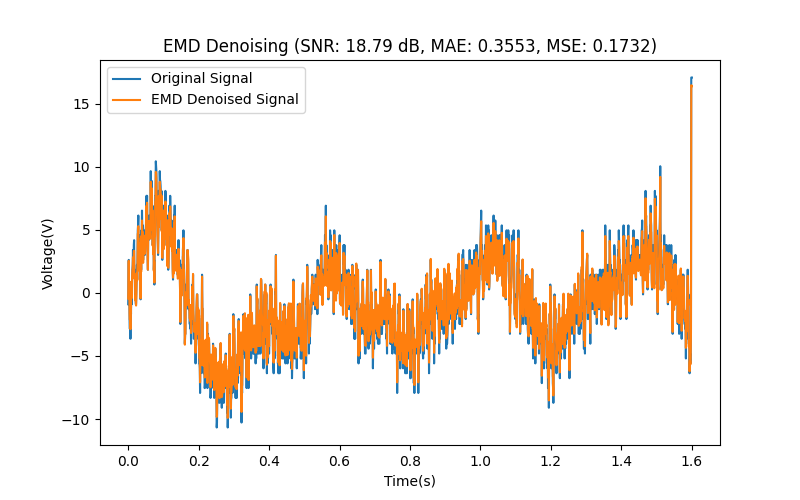 EMD Denoising (SNR: 18.79 dB, MAE: 0.3553, MSE: 0.1732)
Original Signal
EMD Denoised Signal
Voltage(V)
15
10
5
0
−5
−10
0.0 0.2 0.4 0.6 0.8 1.0 1.2 1.4 1.6
Time(s)